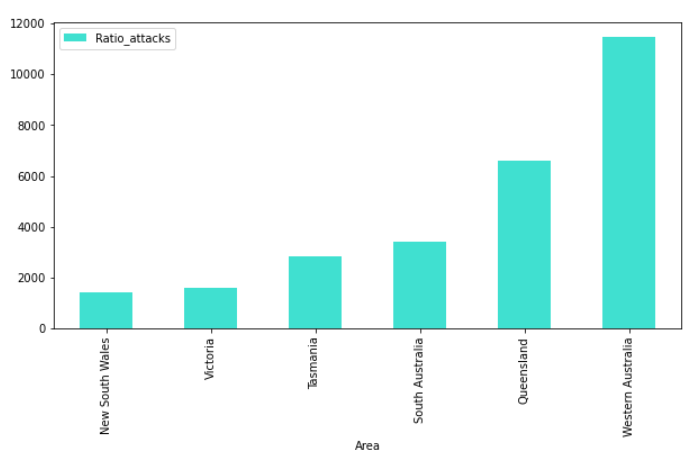 12000
Ratio_attacks
10000
8000
6000
4000
2000
0
New South Wales
Victoria
Tasmania
South Australia
Queensland
Western Australia
Area